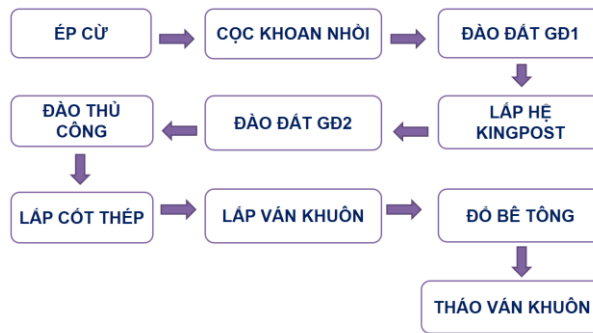 ÉP CỪ
CỌC KHOAN NHỒI
ĐÀO ĐẤT GĐ1
LẮP HỆ
KINGPOST
ĐÀO ĐẤT GĐ2
ĐÀO THỦ
CÔNG
LẮP CỐT THÉP
LẮP VÁN KHUÔN
ĐỔ BÊ TÔNG
THÁO VÁN KHUÔN